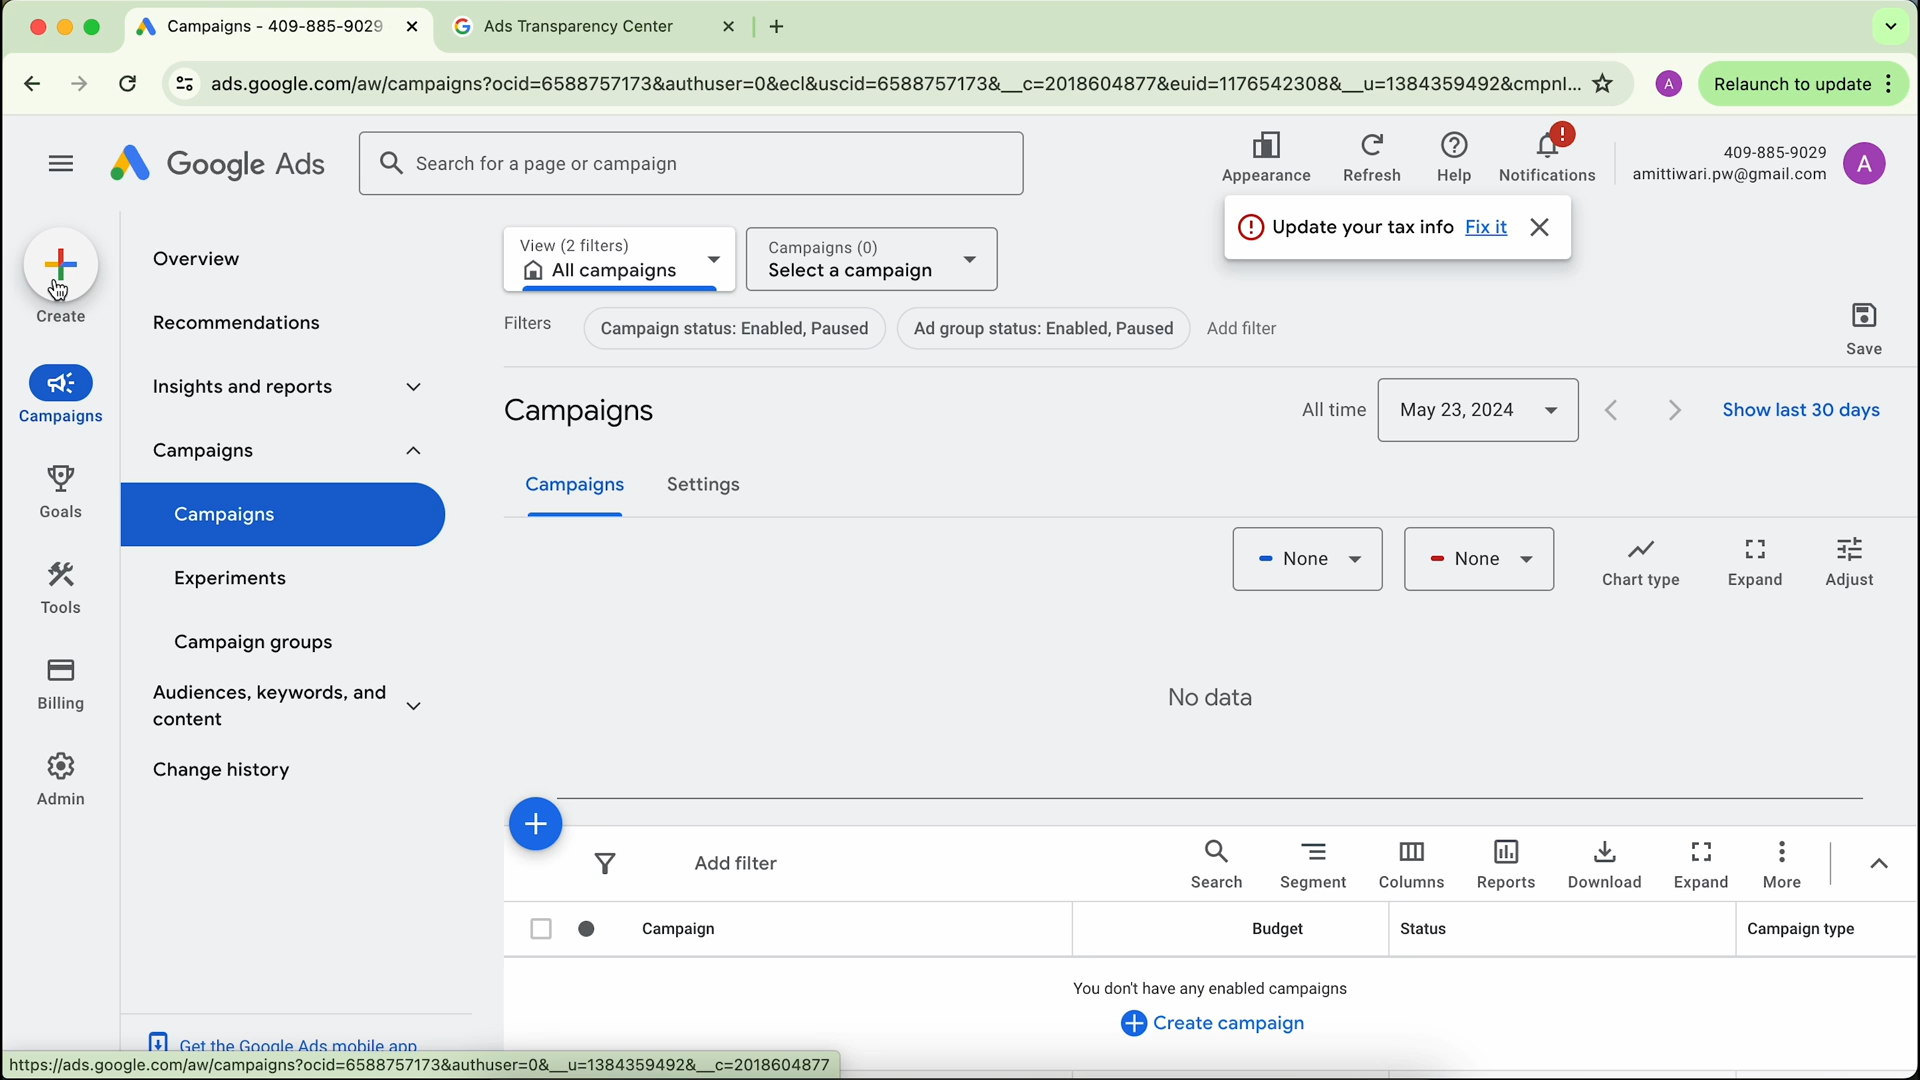 Campaigns - 409-885-9029
Ads Transparency Center
ads.google.com/aw/campaigns?ocid=6588757173&authuser=0&ecl&uscid=6588757173&__c=2018604877&euid=1176542308&__u=1384359492&cmpnl...
A
Relaunch to update
Google Ads
Search for a page or campaign
Appearance
Refresh
Help
!
Notifications
409-885-9029
amittiwari.pw@gmail.com
A
Update your tax info Fix it
Create
Campaigns
Goals
Tools
Billing
Admin
Overview
Recommendations
Insights and reports
Campaigns
Campaigns
Experiments
Campaign groups
Audiences, keywords, and
content
Change history
Get the Google Ads mobile app
View (2 filters)
All campaigns
Campaigns (0)
Select a campaign
Filters
Campaign status: Enabled, Paused
Ad group status: Enabled, Paused
Add filter
Save
Campaigns
All time
May 23, 2024
Show last 30 days
Campaigns
Settings
None
None
Chart type
Expand
Adjust
No data
Add filter
Search
Segment
Columns
Reports
Download
Expand
More
Campaign
Budget
Status
Campaign type
You don't have any enabled campaigns
Create campaign
https://ads.google.com/aw/campaigns?ocid=6588757173&authuser=0&__u=1384359492&__c=2018604877